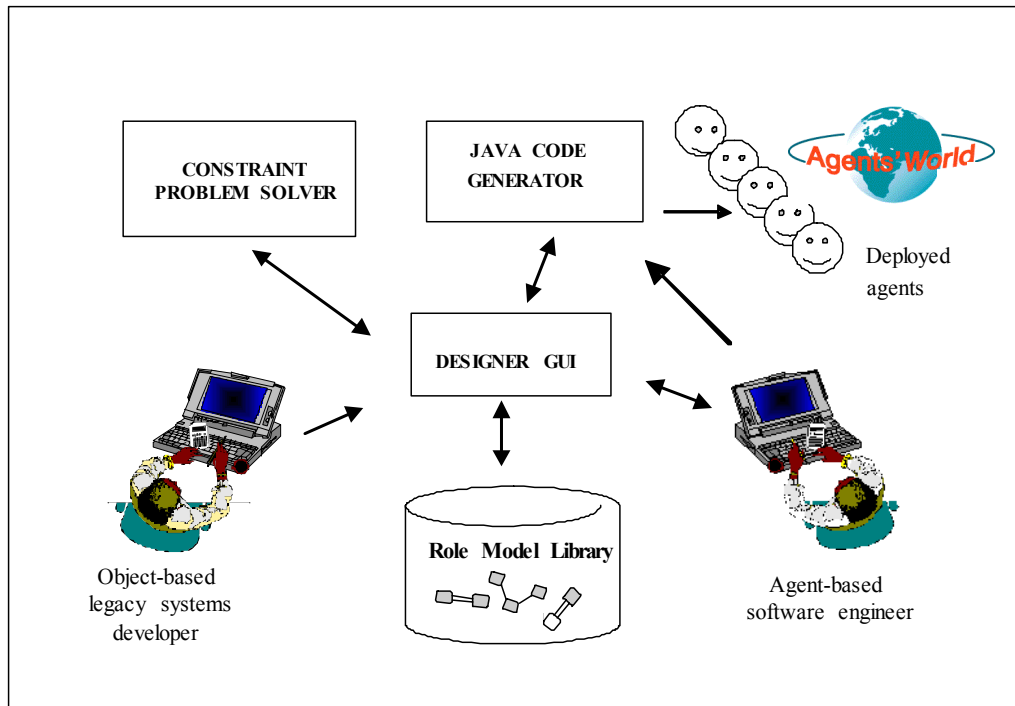 CONSTRAINT
PROBLEM SOLVER
JAVA CODE
GENERATOR
Agents' World
Deployed
agents
DESIGNER GUI
Role Model Library
Object-based
legacy systems
developer
Agent-based
software engineer